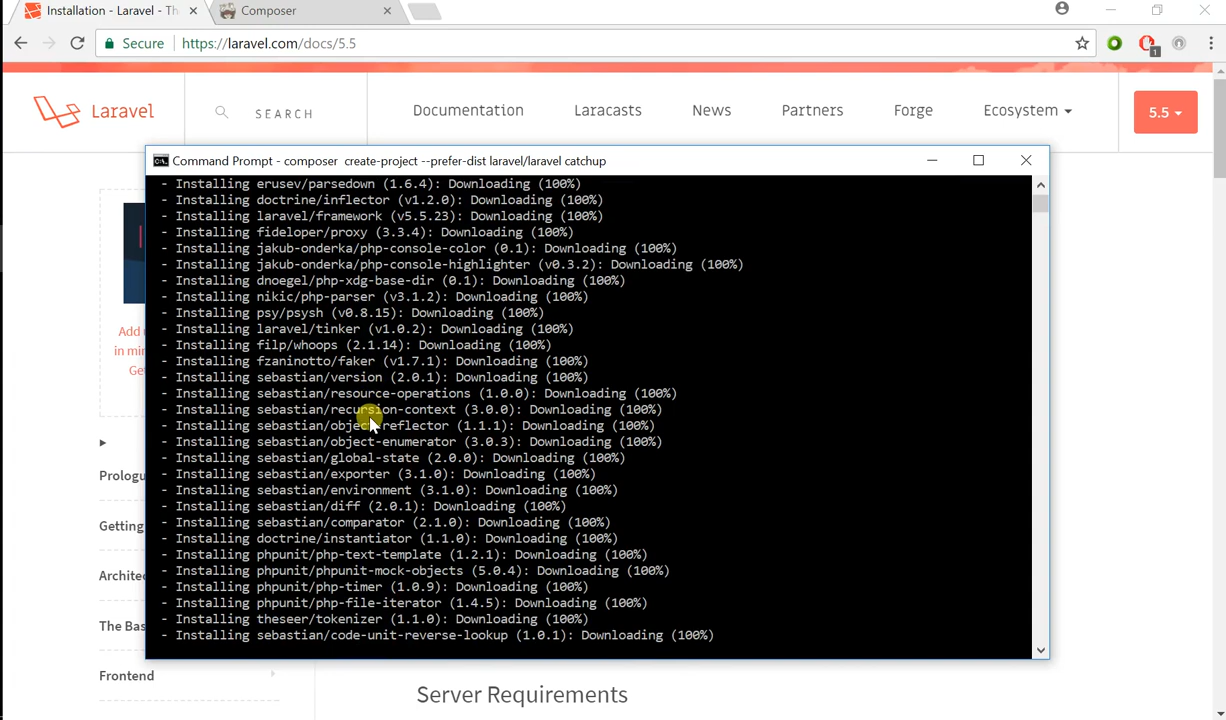 Installation - Laravel - Th
Composer
Secure
https://laravel.com/docs/5.5
1
Laravel
SEARCH
Documentation
Laracasts
News
Partners
Forge
Ecosystem
5.5
Command Prompt - composer  create-project --prefer-dist laravel/laravel catchup
- Installing erusev/parsedown (1.6.4): Downloading (100%)
- Installing doctrine/inflector (v1.2.0): Downloading (100%)
- Installing laravel/framework (v5.5.23): Downloading (100%)
- Installing fideloper/proxy (3.3.4): Downloading (100%)
- Installing jakub-onderka/php-console-color (0.1): Downloading (100%)
- Installing jakub-onderka/php-console-highlighter (v0.3.2): Downloading (100%)
- Installing dnoegel/php-xdg-base-dir (0.1): Downloading (100%)
- Installing nikic/php-parser (v3.1.2): Downloading (100%)
- Installing psy/psysh (v0.8.15): Downloading (100%)
- Installing laravel/tinker (v1.0.2): Downloading (100%)
- Installing filp/whoops (2.1.14): Downloading (100%)
- Installing fzaninotto/faker (v1.7.1): Downloading (100%)
- Installing sebastian/version (2.0.1): Downloading (100%)
- Installing sebastian/resource-operations (1.0.0): Downloading (100%)
- Installing sebastian/recursion-context (3.0.0): Downloading (100%)
- Installing sebastian/object-reflector (1.1.1): Downloading (100%)
- Installing sebastian/object-enumerator (3.0.3): Downloading (100%)
- Installing sebastian/global-state (2.0.0): Downloading (100%)
- Installing sebastian/exporter (3.1.0): Downloading (100%)
- Installing sebastian/environment (3.1.0): Downloading (100%)
- Installing sebastian/diff (2.0.1): Downloading (100%)
- Installing sebastian/comparator (2.1.0): Downloading (100%)
- Installing doctrine/instantiator (1.1.0): Downloading (100%)
- Installing phpunit/php-text-template (1.2.1): Downloading (100%)
- Installing phpunit/phpunit-mock-objects (5.0.4): Downloading (100%)
- Installing phpunit/php-timer (1.0.9): Downloading (100%)
- Installing phpunit/php-file-iterator (1.4.5): Downloading (100%)
- Installing theseer/tokenizer (1.1.0): Downloading (100%)
- Installing sebastian/code-unit-reverse-lookup (1.0.1): Downloading (100%)
Add
in min
Get
Prologu
Getting
Archite
The Bas
Frontend
Server Requirements